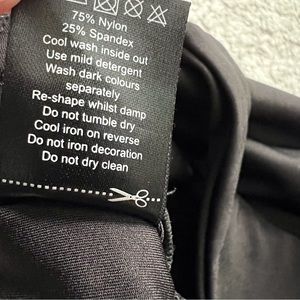 75% Nylon
25% Spandex
Cool wash inside out
Use mild detergent
Wash dark colours
separately
Re-shape whilst damp
Do not tumble dry
Cool iron on reverse
Do not iron decoration
Do not dry clean